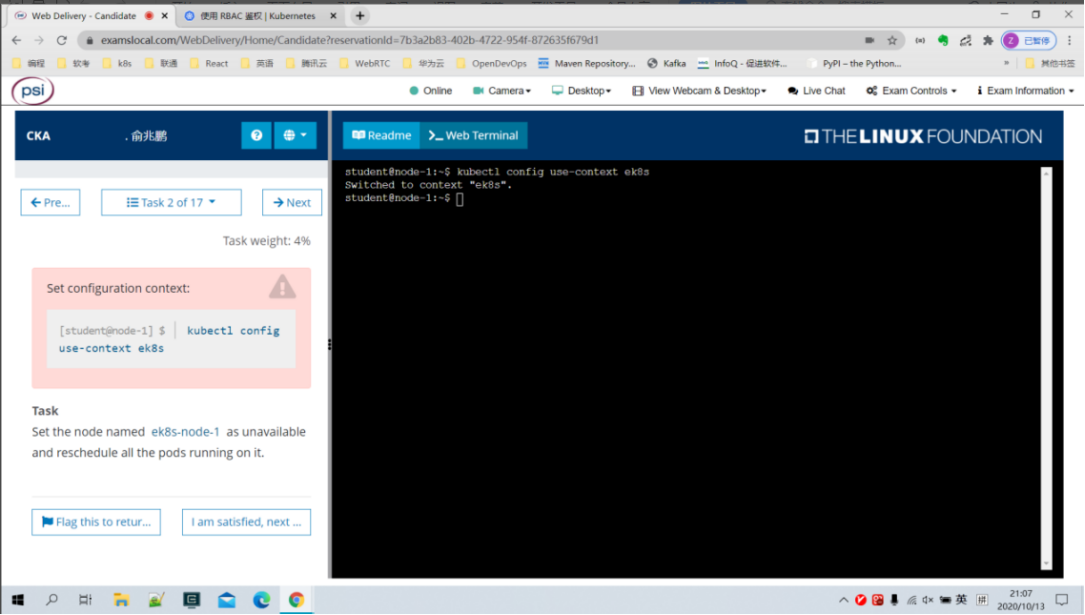 Web Delivery - Candidate
使用 RBAC 鉴权 | Kubernetes
examslocal.com/WebDelivery/Home/Candidate?reservationId=7b3a2b83-402b-4722-954f-872635f679d1
Z 已暂停
编程 软考 k8s 联通 React 英语 腾讯云 WebRTC 华为云 OpenDevOps Maven Repository... Kafka InfoQ - 促进软件... PyPI – the Python... » 其他书签
psi Online Camera Desktop View Webcam & Desktop Live Chat Exam Controls Exam Information
CKA . 俞兆鹏
Readme Web Terminal
THE LINUX FOUNDATION
Pre... Task 2 of 17 Next
Task weight: 4%
Set configuration context:
[student@node-1] $ | kubectl config
use-context ek8s
Task
Set the node named ek8s-node-1 as unavailable
and reschedule all the pods running on it.
Flag this to retur... I am satisfied, next ...
student@node-1:~$ kubectl config use-context ek8s
Switched to context "ek8s".
student@node-1:~$
英 拼
21:07
2020/10/13